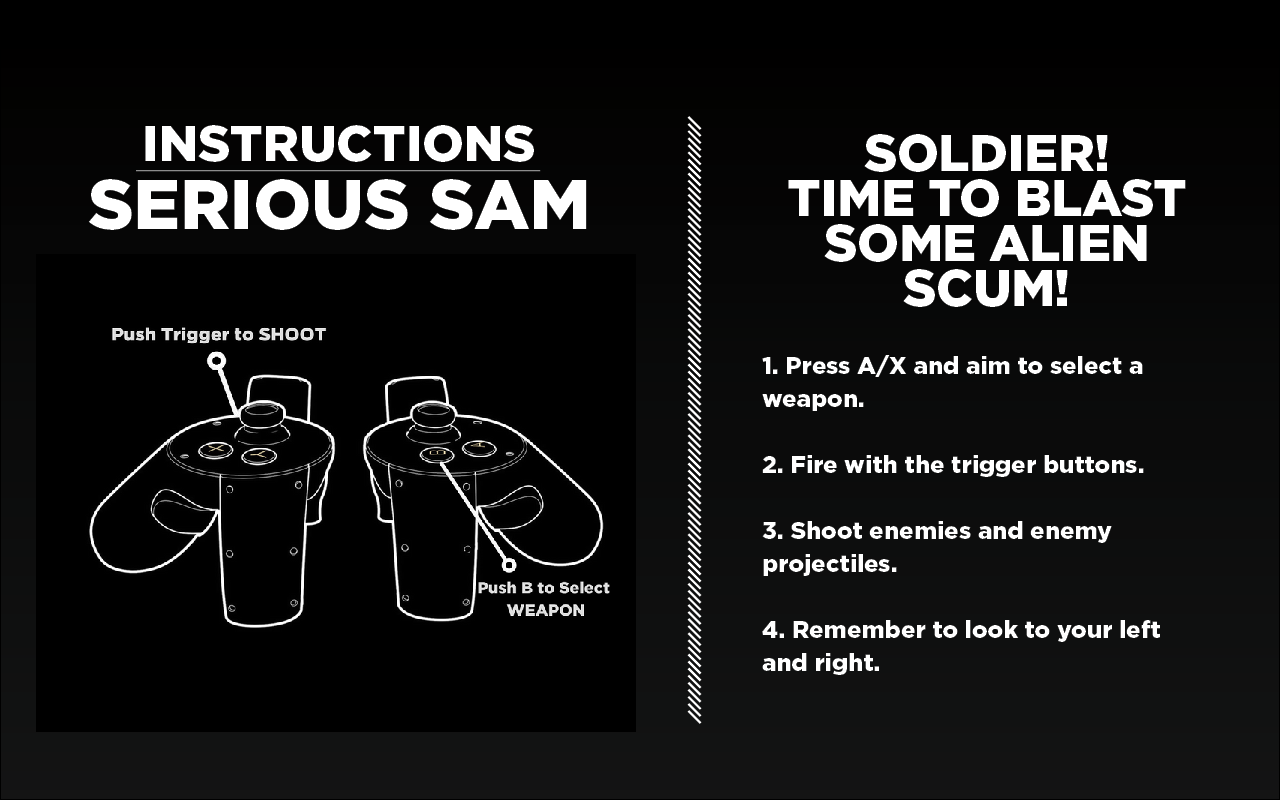 INSTRUCTIONS
SERIOUS SAM
Push Trigger to SHOOT
X
Y
B
A
Push B to Select
WEAPON
SOLDIER!
TIME TO BLAST
SOME ALIEN
SCUM!
1. Press A/X and aim to select a
weapon.
2. Fire with the trigger buttons.
3. Shoot enemies and enemy
projectiles.
4. Remember to look to your left
and right.